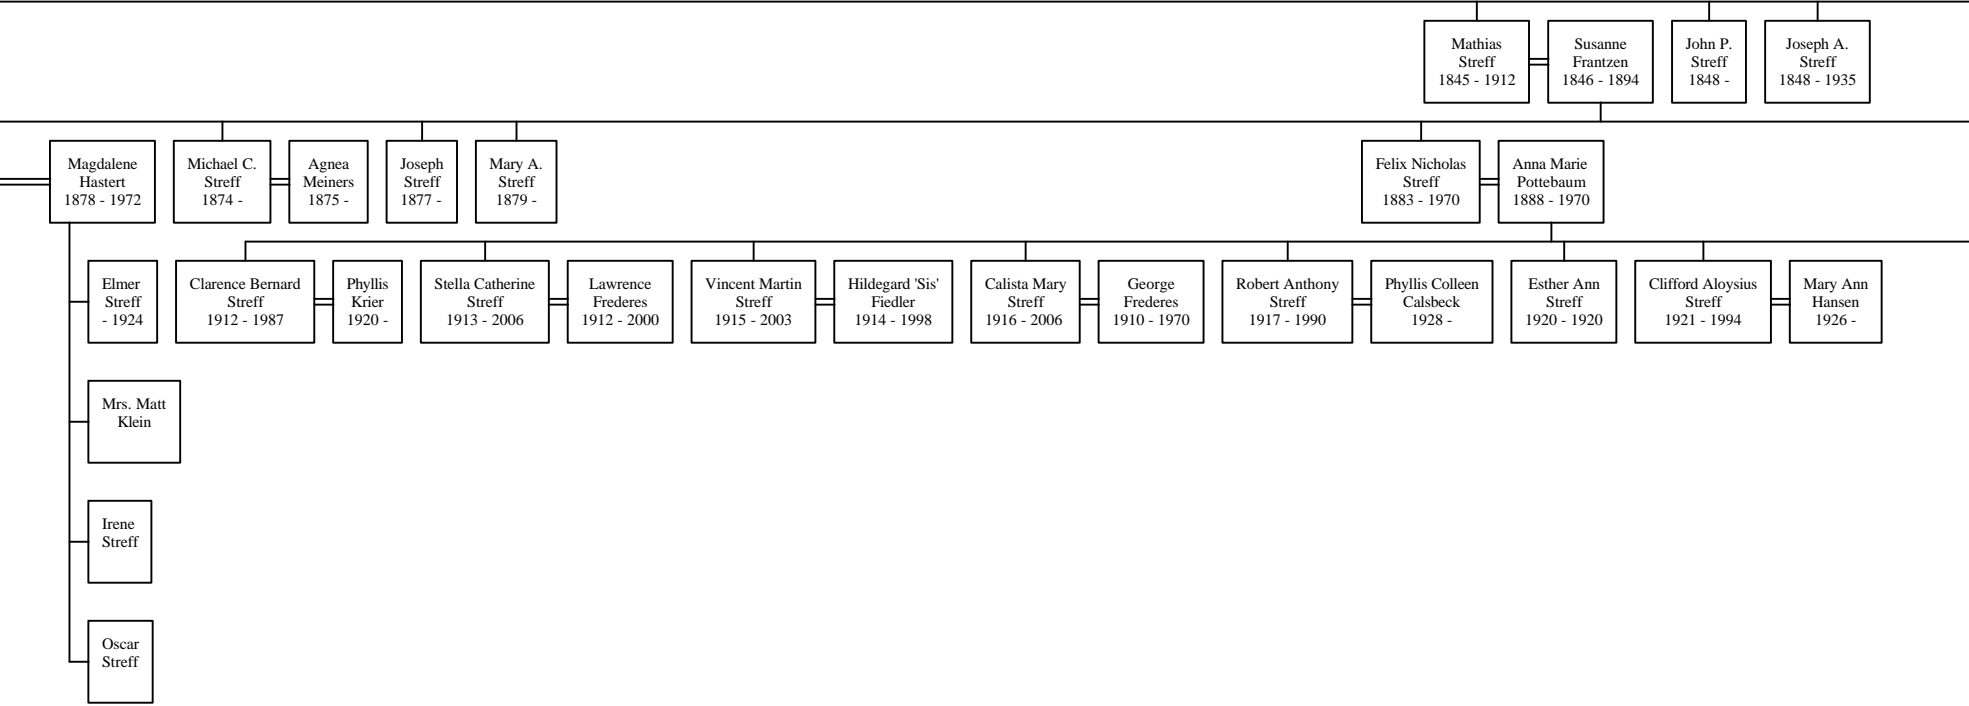 Mathias
Streff
1845 - 1912
Susanne
Frantzen
1846 - 1894
John P.
Streff
1848 -
Joseph A.
Streff
1848 - 1935
Magdalene
Hastert
1878 - 1972
Michael C.
Streff
1874 -
Agnea
Meiners
1875 -
Joseph
Streff
1877 -
Mary A.
Streff
1879 -
Felix Nicholas
Streff
1883 - 1970
Anna Marie
Pottebaum
1888 - 1970
Elmer
Streff
- 1924
Clarence Bernard
Streff
1912 - 1987
Phyllis
Krier
1920 -
Stella Catherine
Streff
1913 - 2006
Lawrence
Frederes
1912 - 2000
Vincent Martin
Streff
1915 - 2003
Hildegard 'Sis'
Fiedler
1914 - 1998
Calista Mary
Streff
1916 - 2006
George
Frederes
1910 - 1970
Robert Anthony
Streff
1917 - 1990
Phyllis Colleen
Calsbeck
1928 -
Esther Ann
Streff
1920 - 1920
Clifford Aloysius
Streff
1921 - 1994
Mary Ann
Hansen
1926 -
Mrs. Matt
Klein
Irene
Streff
Oscar
Streff